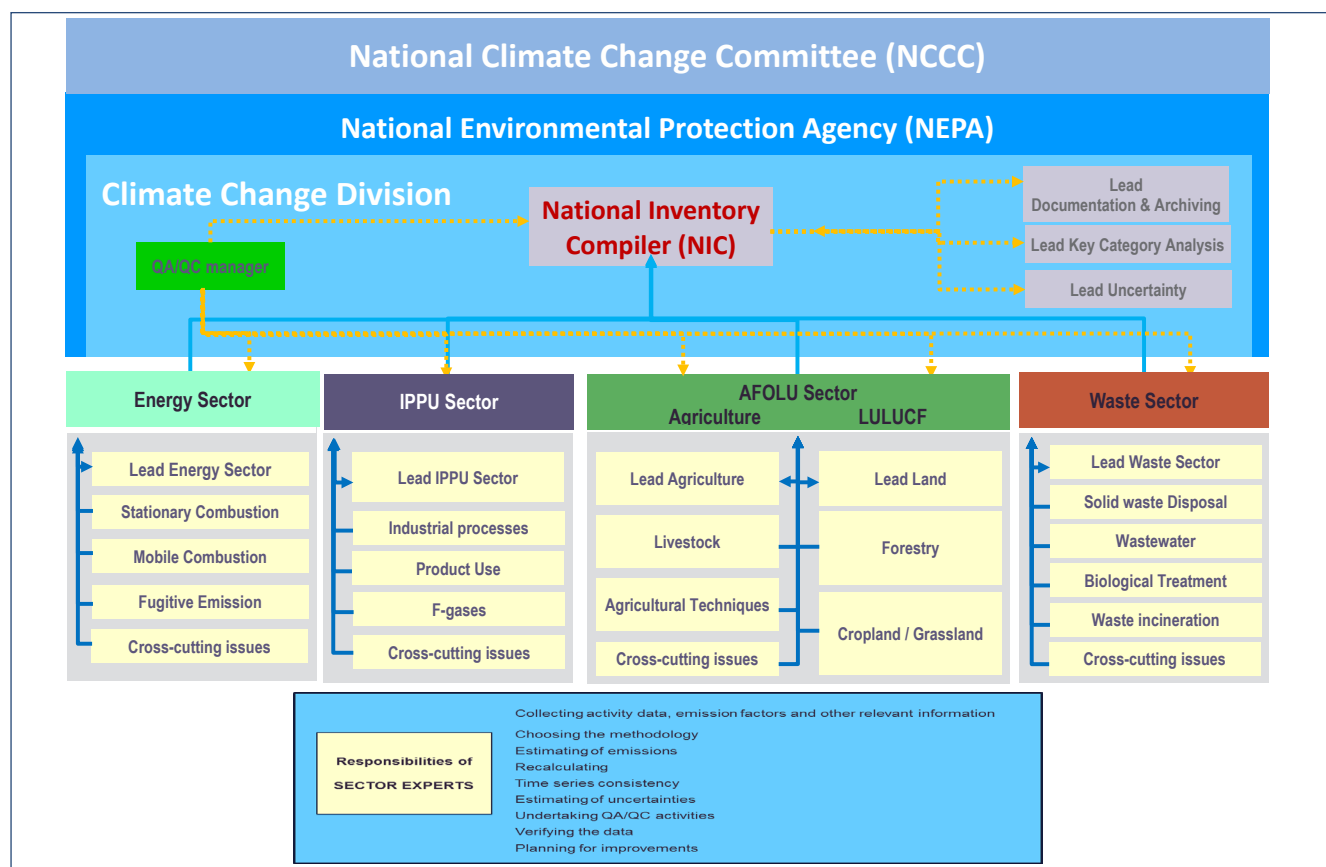 National Climate Change Committee (NCCC)
National Environmental Protection Agency (NEPA)
Climate Change Division
National Inventory
Compiler (NIC)
Lead
Documentation & Archiving
Lead Key Category Analysis
Lead Uncertainty
QA/QC manager
Energy Sector
Lead Energy Sector
Stationary Combustion
Mobile Combustion
Fugitive Emission
Cross-cutting issues
IPPU Sector
Lead IPPU Sector
Industrial processes
Product Use
F-gases
Cross-cutting issues
AFOLU Sector
Agriculture
LULUCF
Lead Agriculture
Livestock
Agricultural Techniques
Cross-cutting issues
Lead Land
Forestry
Cropland / Grassland
Waste Sector
Lead Waste Sector
Solid waste Disposal
Wastewater
Biological Treatment
Waste incineration
Cross-cutting issues
Responsibilities of
SECTOR EXPERTS
Collecting activity data, emission factors and other relevant information
Choosing the methodology
Estimating of emissions
Recalculating
Time series consistency
Estimating of uncertainties
Undertaking QA/QC activities
Verifying the data
Planning for improvements